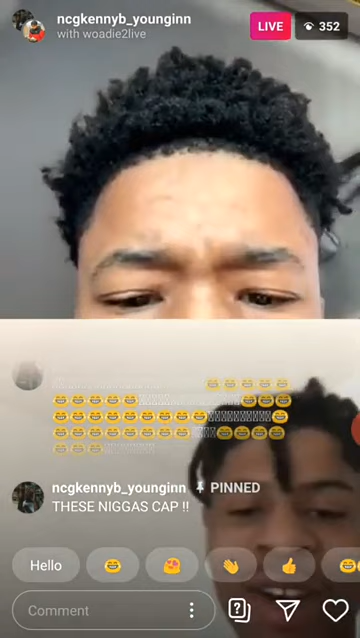 ncgkennyb_younginn
with woadie2live
LIVE
352
😂 😂 😂 😂 😂
ncgkennyb_younginn PINNED
THESE NIGGAS CAP !!
Hello
Comment